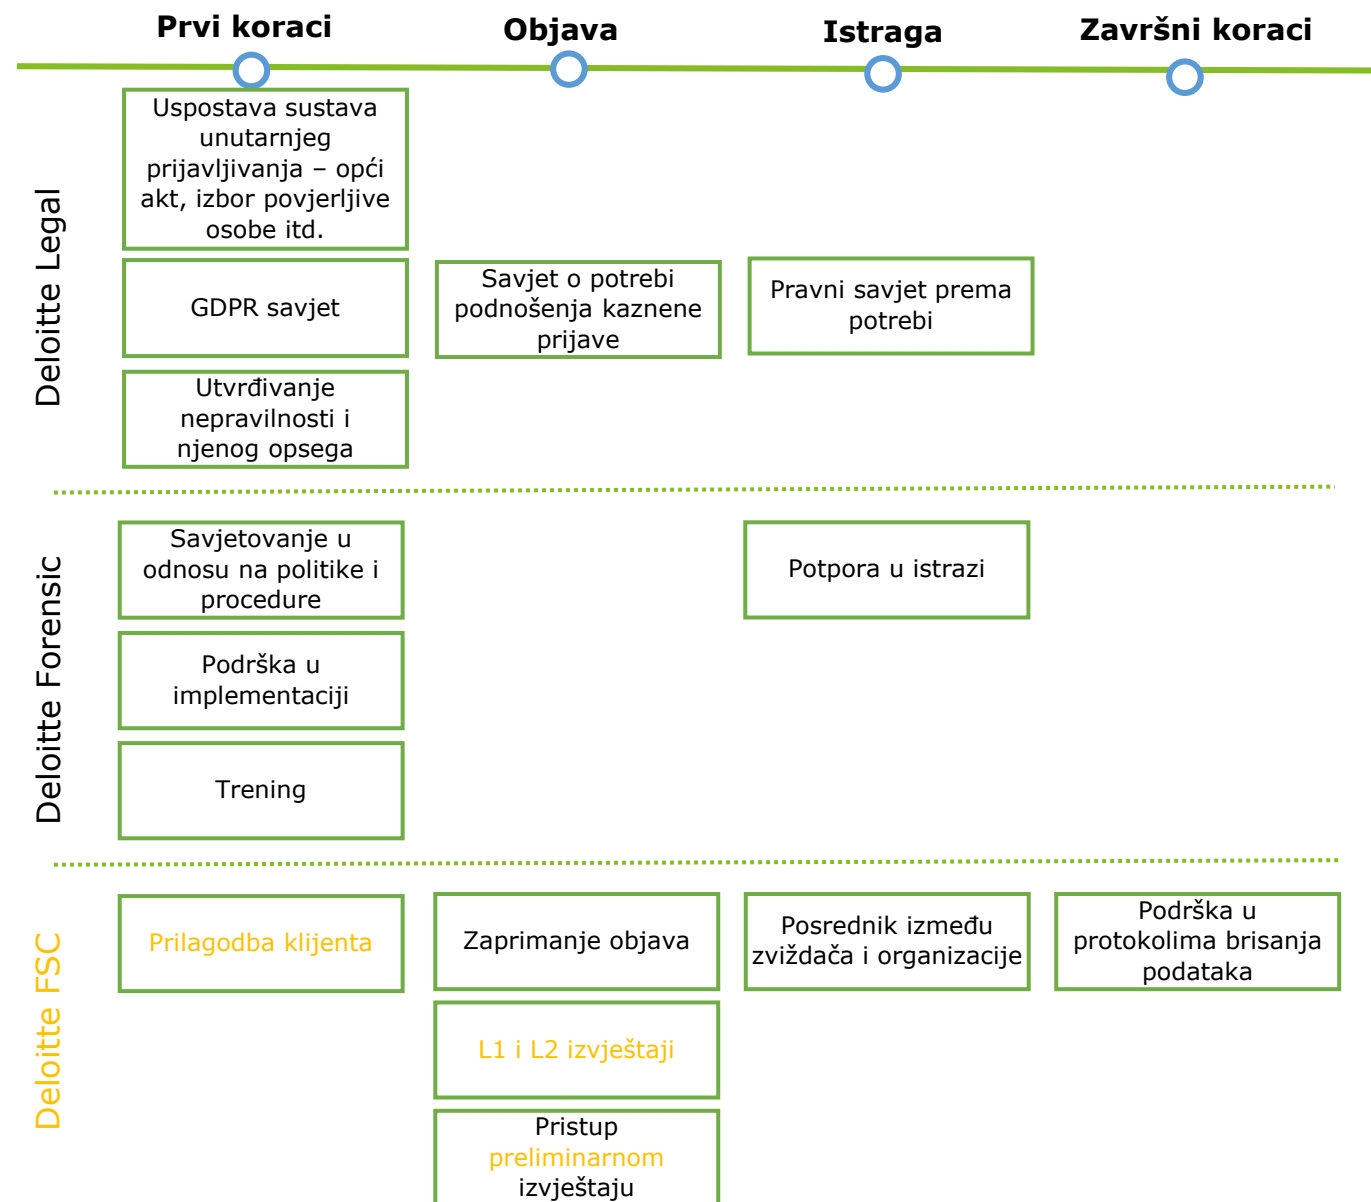 Prvi koraci
Objava
Istraga
Završni koraci
Deloitte Legal
Uspostava sustava
unutarnjeg
prijavljivanja – opći
akt, izbor povjerljive
osobe itd.
GDPR savjet
Savjet o potrebi
podnošenja kaznene
prijave
Pravni savjet prema
potrebi
Utvrđivanje
nepravilnosti i
njenog opsega
Deloitte Forensic
Savjetovanje u
odnosu na politike i
procedure
Potpora u istrazi
Podrška u
implementaciji
Trening
Deloitte FSC
Prilagodba klijenta
Zaprimanje objava
Posrednik između
zviždača i organizacije
Podrška u
protokolima brisanja
podataka
L1 i L2 izvještaji
Pristup
preliminarnom
izvještaju